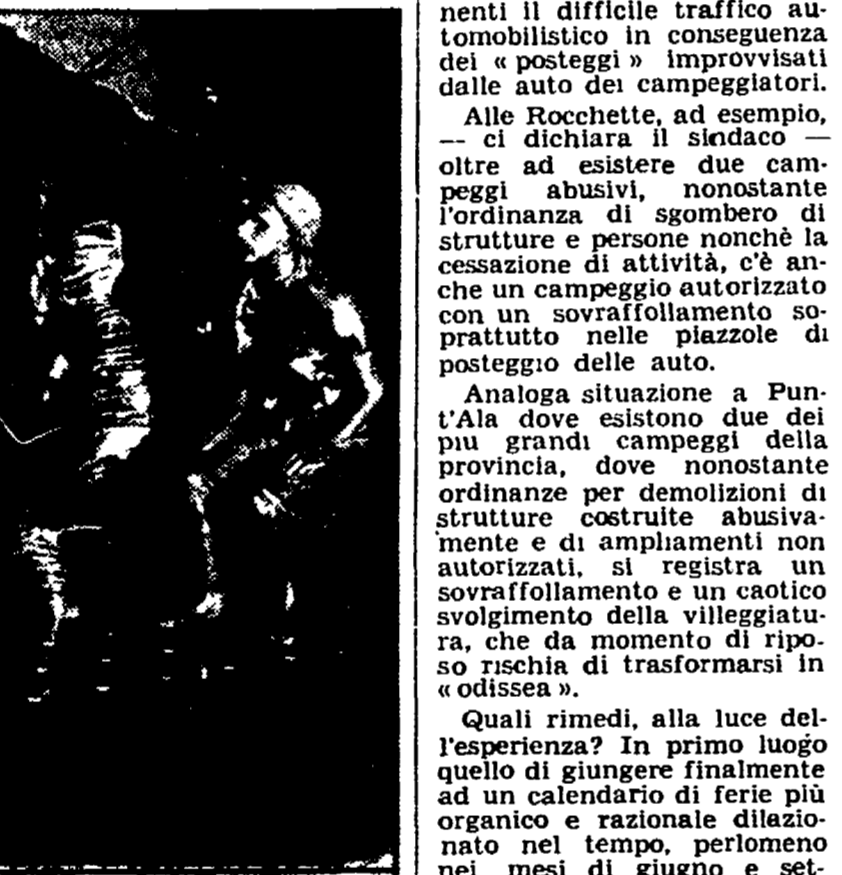 nenti il difficile traffico au-
tomobilistico in conseguenza
dei « posteggi » improvvisati
dalle auto dei campeggiatori.
Alle Rocchette, ad esempio,
— ci dichiara il sindaco —
oltre ad esistere due cam-
peggi abusivi, nonostante
l'ordinanza di sgombero di
strutture e persone nonchè la
cessazione di attività, c'è an-
che un campeggio autorizzato
con un sovraffollamento so-
prattutto nelle piazzole di
posteggio delle auto.
Analoga situazione a Pun-
t'Ala dove esistono due dei
più grandi campeggi della
provincia, dove nonostante
ordinanze per demolizioni di
strutture costruite abusiva-
mente e di ampliamenti non
autorizzati, si registra un
sovraffollamento e un caotico
svolgimento della villeggiatu-
ra, che da momento di ripo-
so rischia di trasformarsi in
« odissea ».
Quali rimedi, alla luce del-
l'esperienza? In primo luogo
quello di giungere finalmente
ad un calendario di ferie più
organico e razionale dilazio-
nato nel tempo, perlomeno
nei mesi di giugno e set-